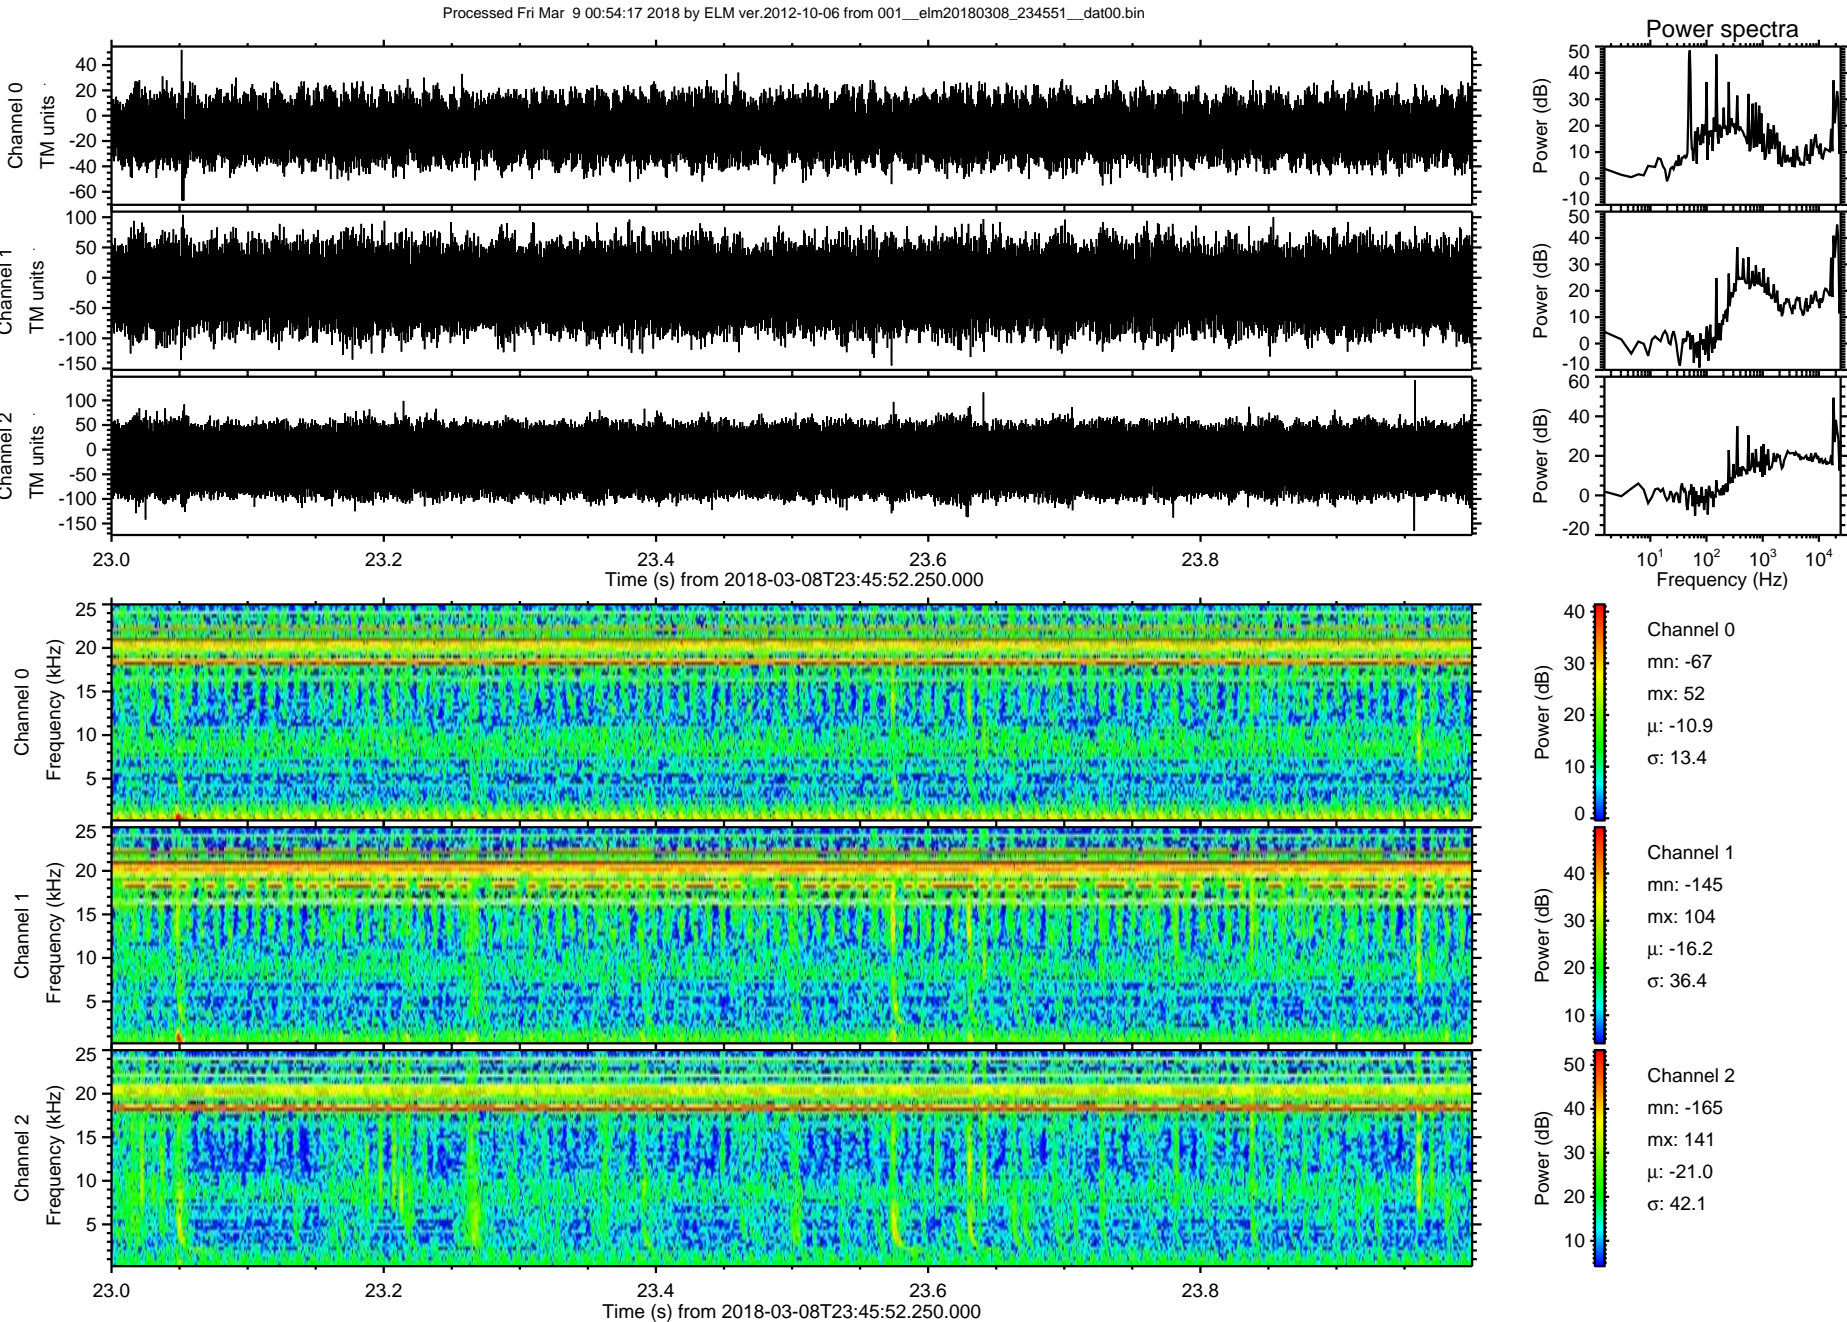 Processed Fri Mar  9 00:54:17 2018 by ELM ver.2012-10-06 from 001__elm20180308_234551__dat00.bin
Power spectra
Channel 0
TM units
40
20
0
-20
-40
-60
Power (dB)
50
40
30
20
10
0
-10
Channel 1
TM units
100
50
0
-50
-100
-150
Power (dB)
50
40
30
20
10
0
-10
Channel 2
TM units
100
50
0
-50
-100
-150
Power (dB)
60
40
20
0
-20
23.0 23.2 23.4 23.6 23.8
Time (s) from 2018-03-08T23:45:52.250.000
10¹ 10² 10³ 10⁴
Frequency (Hz)
Channel 0
Frequency (kHz)
25
20
15
10
5
Power (dB)
40
30
20
10
0
Channel 0
mn: -67
mx: 52
μ: -10.9
σ: 13.4
Channel 1
Frequency (kHz)
25
20
15
10
5
Power (dB)
40
30
20
10
Channel 1
mn: -145
mx: 104
μ: -16.2
σ: 36.4
Channel 2
Frequency (kHz)
25
20
15
10
5
Power (dB)
50
40
30
20
10
Channel 2
mn: -165
mx: 141
μ: -21.0
σ: 42.1
23.0 23.2 23.4 23.6 23.8
Time (s) from 2018-03-08T23:45:52.250.000